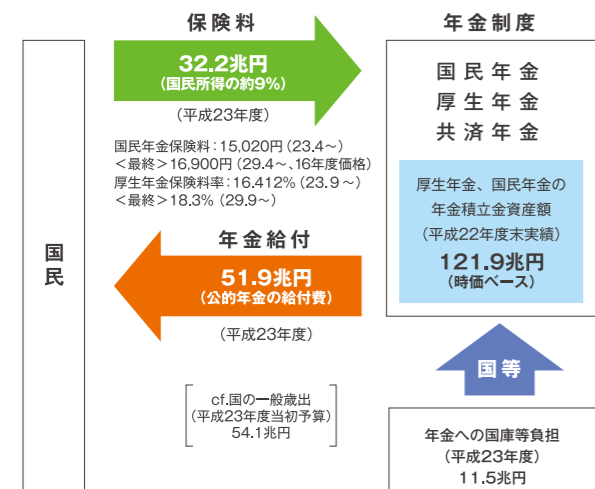 保険料
32.2兆円
(国民所得の約9%)
(平成23年度)
国民年金保険料:15,020円(23.4~)
<最終>16,900円(29.4~、16年度価格)
厚生年金保険料率:16.412%(23.9~)
<最終>18.3%(29.9~)
年金給付
51.9兆円
(公的年金の給付費)
(平成23年度)
cf.国の一般歳出
(平成23年度当初予算)
54.1兆円
国民
年金制度
国民年金
厚生年金
共済年金
厚生年金、国民年金の
年金積立金資産額
(平成22年度末実績)
121.9兆円
(時価ベース)
国等
年金への国庫等負担
(平成23年度)
11.5兆円